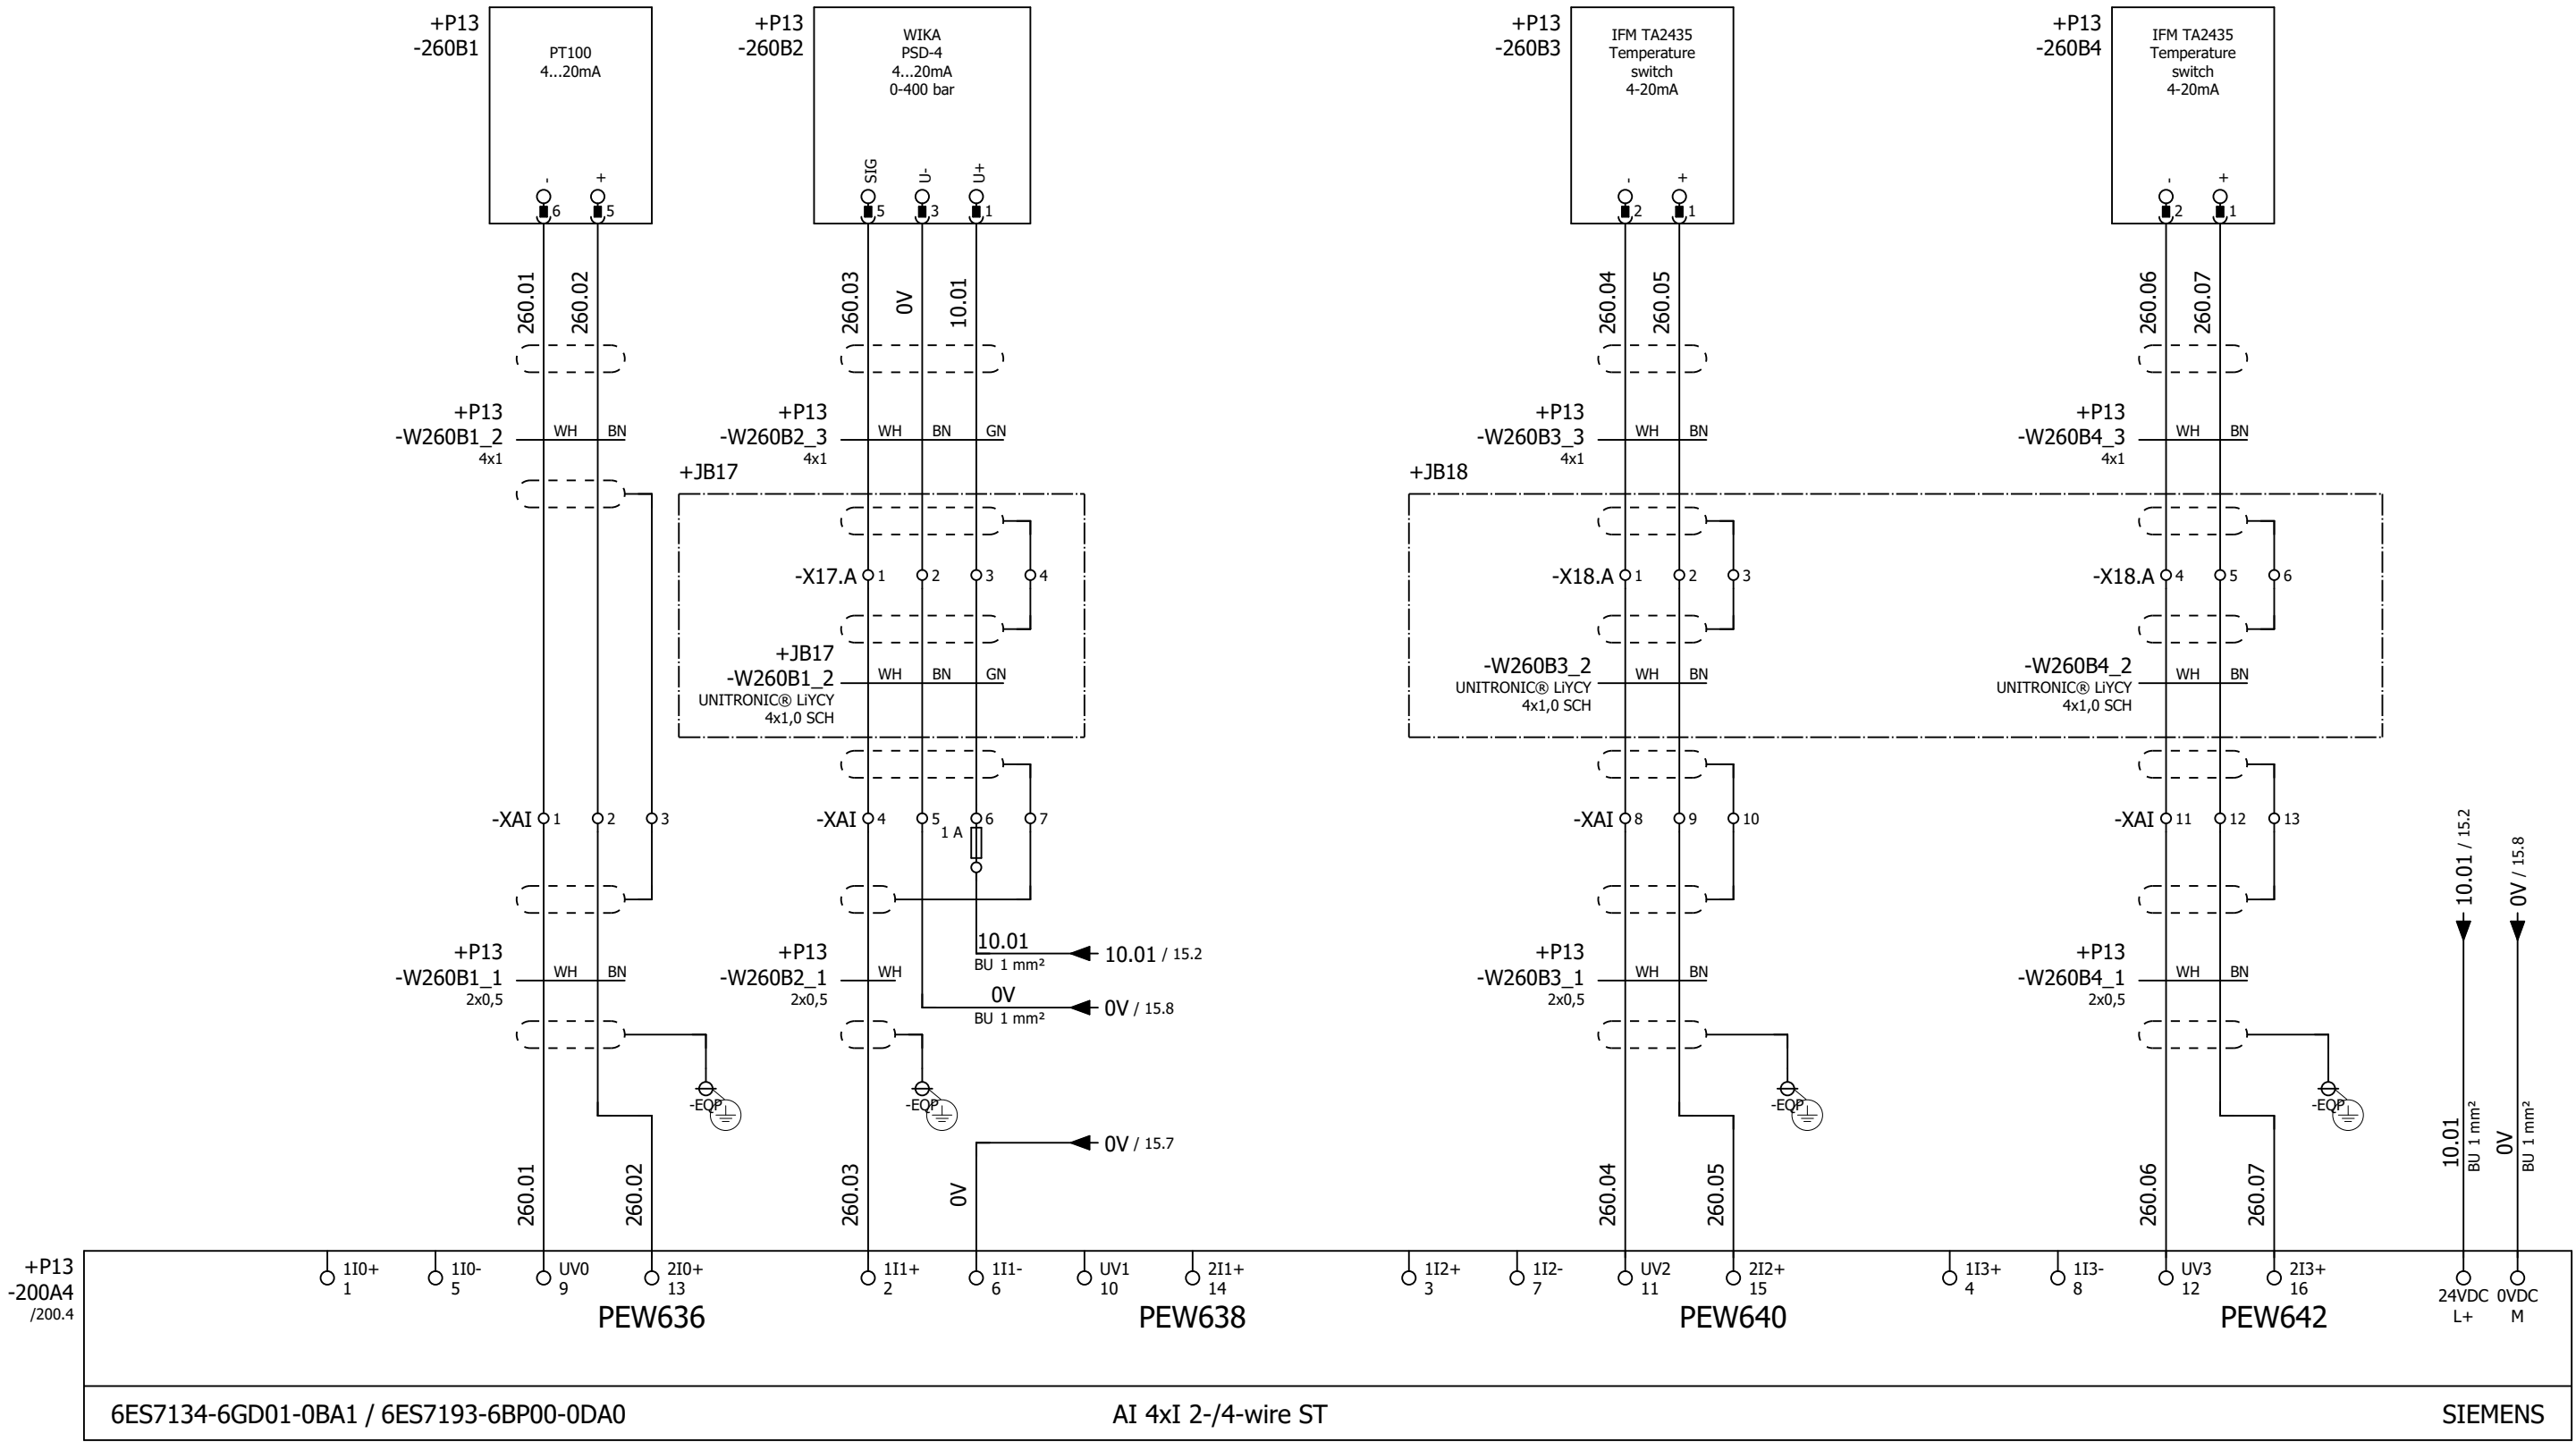 +P13
-260B1
PT100
4...20mA
-
+
6
5
+P13
-260B2
WIKA
PSD-4
4...20mA
0-400 bar
SIG
U-
U+
5
3
1
+P13
-260B3
IFM TA2435
Temperature
switch
4-20mA
-
+
2
1
+P13
-260B4
IFM TA2435
Temperature
switch
4-20mA
-
+
2
1
260.01
260.02
260.03
0V
10.01
260.04
260.05
260.06
260.07
+P13
-W260B1_2
4x1
WH
BN
+P13
-W260B2_3
4x1
WH
BN
GN
+P13
-W260B3_3
4x1
WH
BN
+P13
-W260B4_3
4x1
WH
BN
+JB17
-X17.A
1
2
3
4
+JB17
-W260B1_2
UNITRONIC® LiYCY
4x1,0 SCH
WH
BN
GN
+JB18
-X18.A
1
2
3
-W260B3_2
UNITRONIC® LiYCY
4x1,0 SCH
WH
BN
-X18.A
4
5
6
-W260B4_2
UNITRONIC® LiYCY
4x1,0 SCH
WH
BN
-XAI
1
2
3
-XAI
4
5
6
7
1 A
-XAI
8
9
10
-XAI
11
12
13
10.01 / 15.2
0V / 15.8
+P13
-W260B1_1
2x0,5
WH
BN
+P13
-W260B2_1
2x0,5
WH
10.01
BU 1 mm²
10.01 / 15.2
0V
BU 1 mm²
0V / 15.8
+P13
-W260B3_1
2x0,5
WH
BN
+P13
-W260B4_1
2x0,5
WH
BN
-EQP
-EQP
-EQP
-EQP
0V / 15.7
260.01
260.02
260.03
0V
260.04
260.05
260.06
260.07
10.01
BU 1 mm²
0V
BU 1 mm²
+P13
-200A4
/200.4
1I0+
1
1I0-
5
UV0
9
2I0+
13
PEW636
1I1+
2
1I1-
6
UV1
10
2I1+
14
PEW638
1I2+
3
1I2-
7
UV2
11
2I2+
15
PEW640
1I3+
4
1I3-
8
UV3
12
2I3+
16
PEW642
24VDC
L+
0VDC
M
6ES7134-6GD01-0BA1 / 6ES7193-6BP00-0DA0
AI 4xI 2-/4-wire ST
SIEMENS